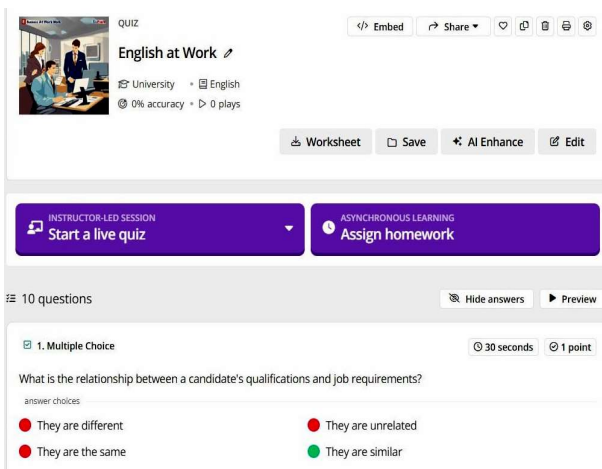 QUIZ
</> Embed
Share
English at Work
University
English
0% accuracy
0 plays
Worksheet
Save
AI Enhance
Edit
INSTRUCTOR-LED SESSION
Start a live quiz
ASYNCHRONOUS LEARNING
Assign homework
10 questions
Hide answers
Preview
1. Multiple Choice
30 seconds
1 point
What is the relationship between a candidate's qualifications and job requirements?
answer choices
They are different
They are unrelated
They are the same
They are similar